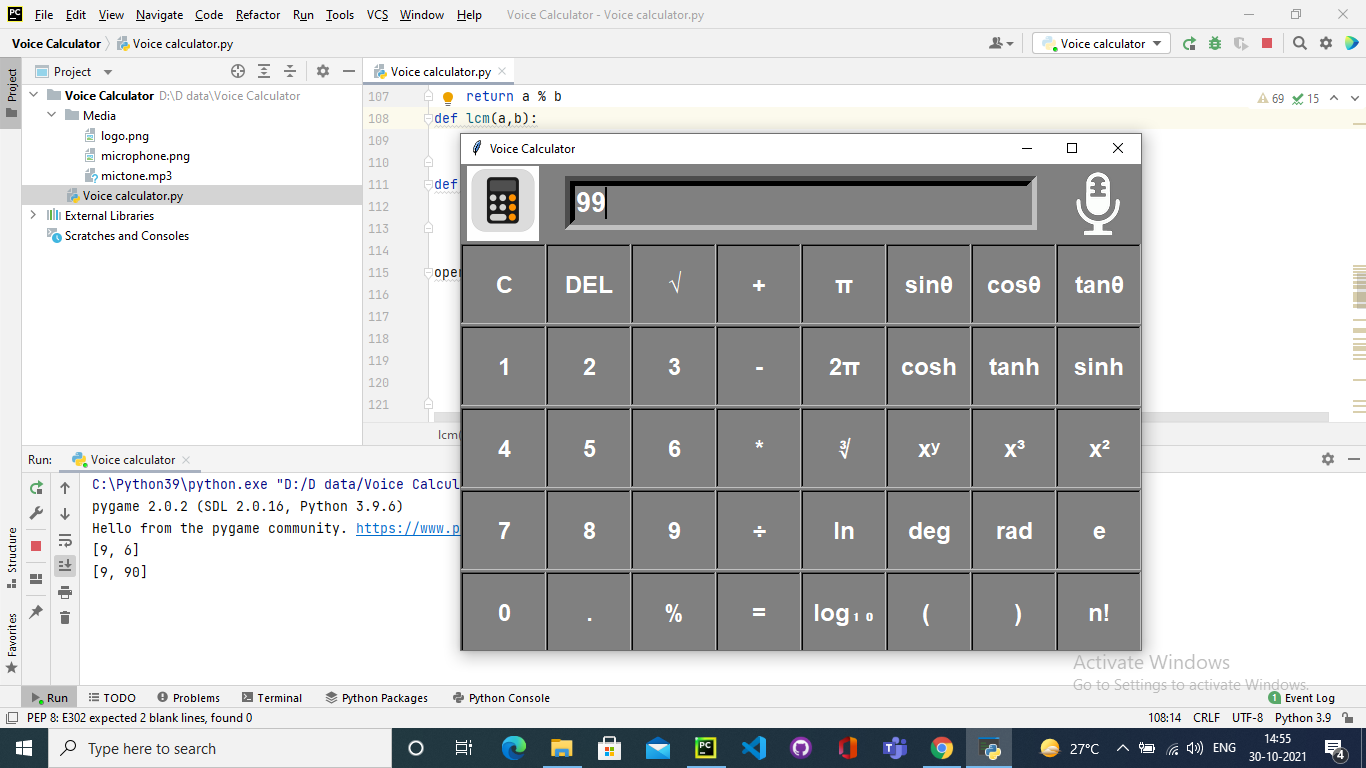 File Edit View Navigate Code Refactor Run Tools VCS Window Help Voice Calculator - Voice calculator.py
Voice Calculator Voice calculator.py Voice calculator
Project Voice calculator.py
Project
Voice Calculator D:\D data\Voice Calculator
Media
logo.png
microphone.png
mictone.mp3
Voice calculator.py
External Libraries
Scratches and Consoles
107 return a % b 69 15
108 def lcm(a,b):
109
110
111 def
112
113
114
115 oper
116
117
118
119
120
121
lcm(
Voice Calculator
99
C DEL √ + π sinθ cosθ tanθ
1 2 3 - 2π cosh tanh sinh
4 5 6 * ∛ xʸ x³ x²
7 8 9 ÷ ln deg rad e
0 . % = log₁₀ ( ) n!
Run: Voice calculator
C:\Python39\python.exe "D:/D data/Voice Calcul
pygame 2.0.2 (SDL 2.0.16, Python 3.9.6)
Hello from the pygame community. https://www.p
[9, 6]
[9, 90]
Structure
Favorites
Activate Windows
Go to Settings to activate Windows.
Run TODO Problems Terminal Python Packages Python Console 1 Event Log
PEP 8: E302 expected 2 blank lines, found 0 108:14 CRLF UTF-8 Python 3.9
Type here to search 27°C ENG 14:55
30-10-2021 4